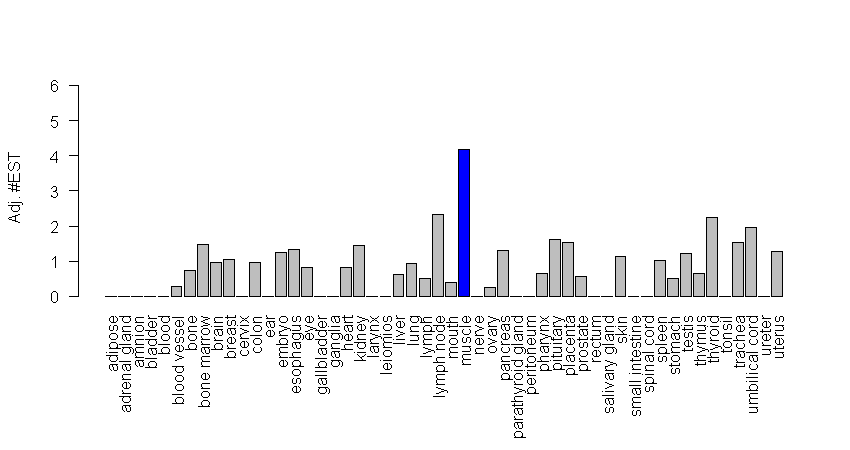 Adj. #EST
6
5
4
3
2
1
0
adipose
adrenal gland
amnion
bladder
blood
blood vessel
bone
bone marrow
brain
breast
cervix
colon
ear
embryo
esophagus
eye
gallbladder
ganglia
heart
kidney
larynx
leiomios
liver
lung
lymph
lymph node
mouth
muscle
nerve
ovary
pancreas
parathyroid gland
peritoneum
pharynx
pituitary
placenta
prostate
rectum
salivary gland
skin
small intestine
spinal cord
spleen
stomach
testis
thymus
thyroid
tonsil
trachea
umbilical cord
ureter
uterus